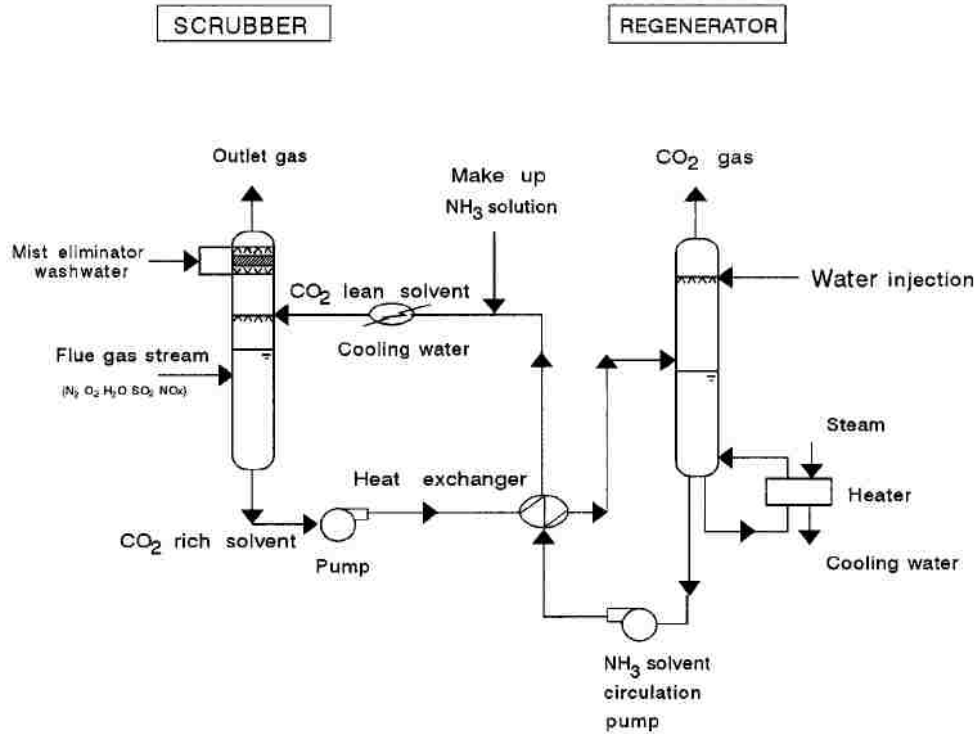 SCRUBBER
REGENERATOR
Outlet gas
CO2 gas
Make up
NH3 solution
Mist eliminator
washwater
CO2 lean solvent
Water injection
Cooling water
Flue gas stream
(N2 O2 H2O SO2 NOx)
Steam
Heat exchanger
Heater
CO2 rich solvent
Pump
Cooling water
NH3 solvent
circulation
pump